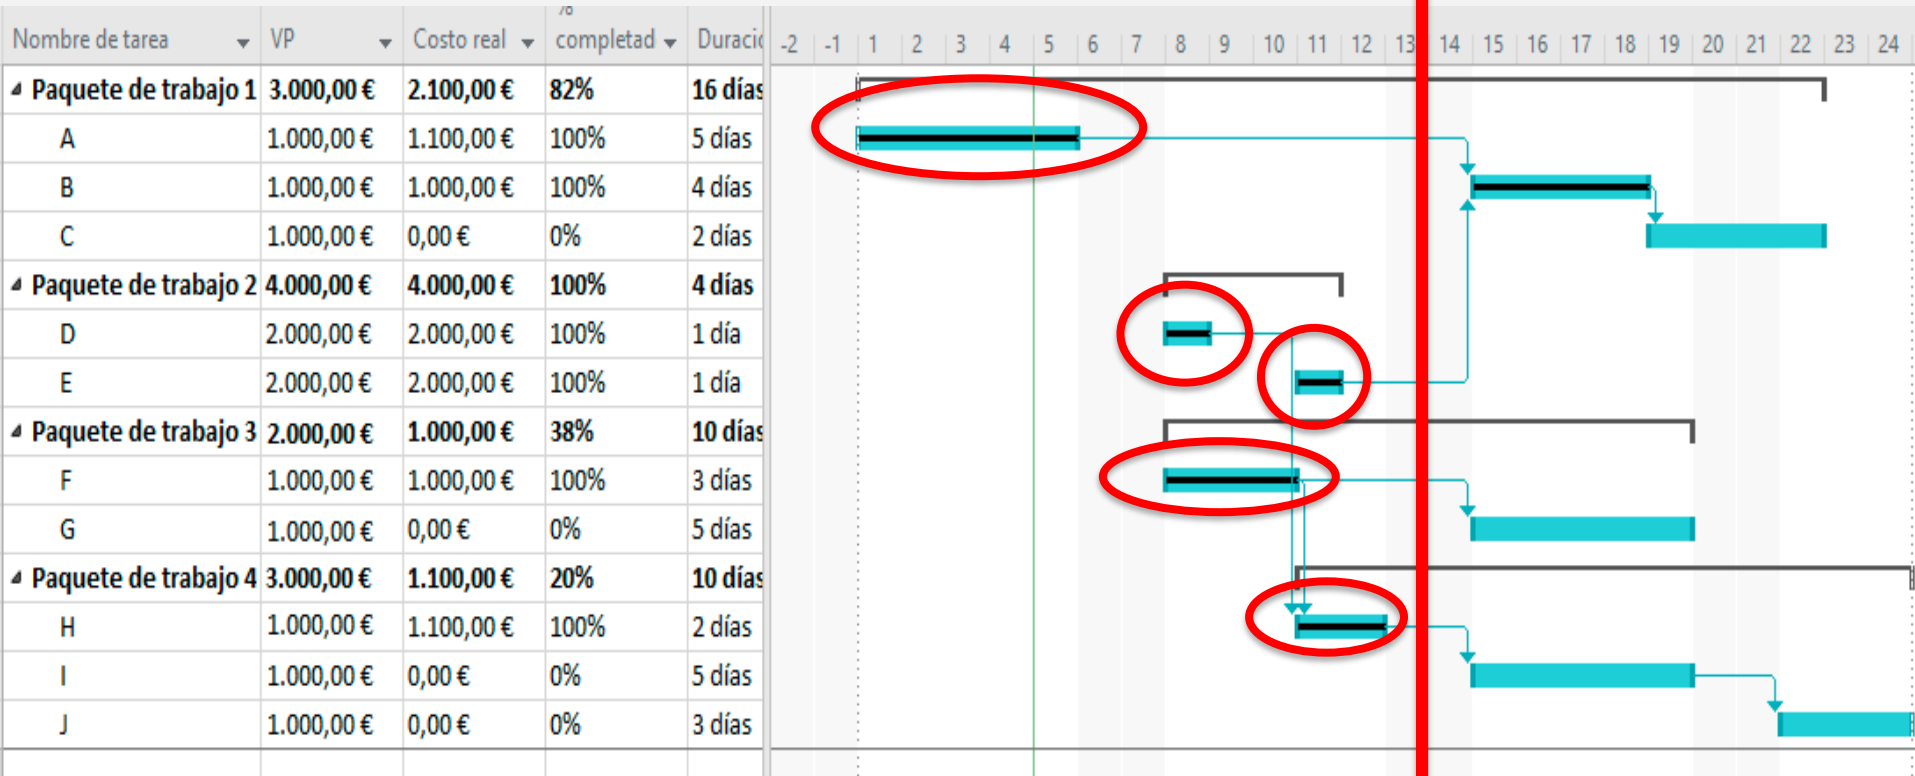 %
Nombre de tarea VP Costo real completad Duració -2 -1 1 2 3 4 5 6 7 8 9 10 11 12 13 14 15 16 17 18 19 20 21 22 23 24
Paquete de trabajo 1 3.000,00 € 2.100,00 € 82% 16 días
A 1.000,00 € 1.100,00 € 100% 5 días
B 1.000,00 € 1.000,00 € 100% 4 días
C 1.000,00 € 0,00 € 0% 2 días
Paquete de trabajo 2 4.000,00 € 4.000,00 € 100% 4 días
D 2.000,00 € 2.000,00 € 100% 1 día
E 2.000,00 € 2.000,00 € 100% 1 día
Paquete de trabajo 3 2.000,00 € 1.000,00 € 38% 10 días
F 1.000,00 € 1.000,00 € 100% 3 días
G 1.000,00 € 0,00 € 0% 5 días
Paquete de trabajo 4 3.000,00 € 1.100,00 € 20% 10 días
H 1.000,00 € 1.100,00 € 100% 2 días
I 1.000,00 € 0,00 € 0% 5 días
J 1.000,00 € 0,00 € 0% 3 días